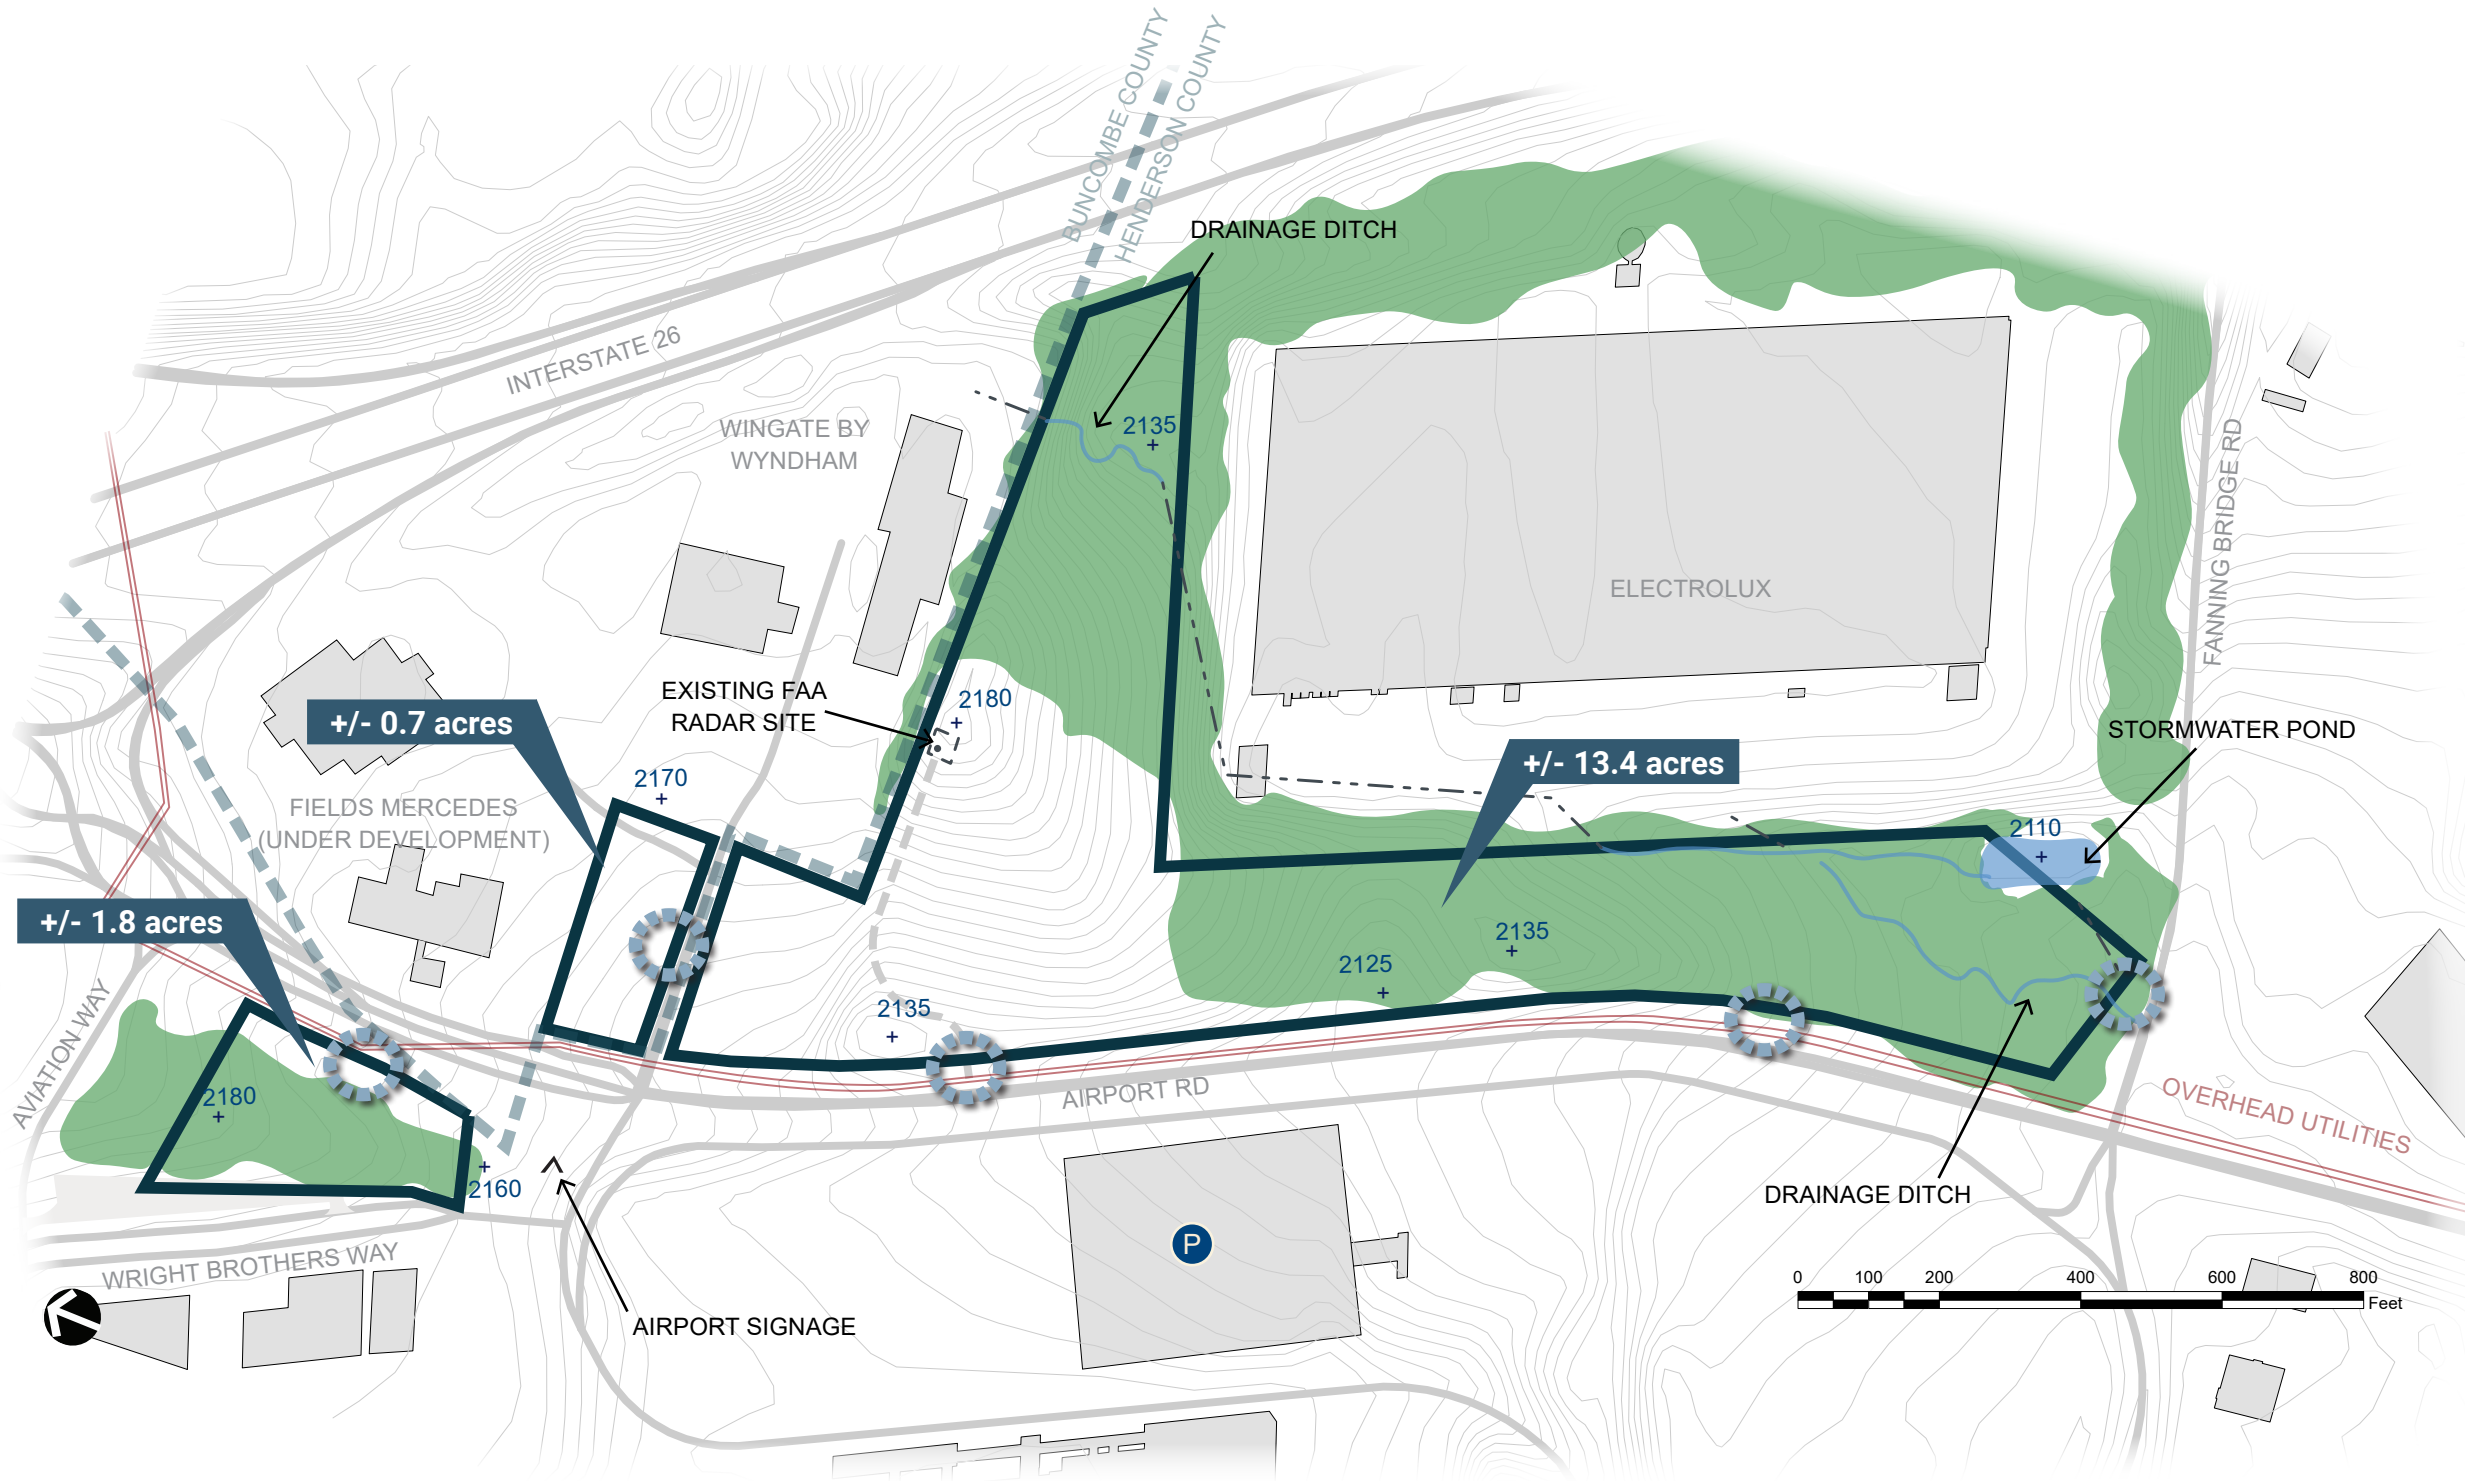 BUNCOMBE COUNTY
HENDERSON COUNTY
DRAINAGE DITCH
INTERSTATE 26
WINGATE BY
WYNDHAM
2135
FANNING BRIDGE RD
ELECTROLUX
EXISTING FAA
RADAR SITE
2180
+/- 0.7 acres
STORMWATER POND
+/- 13.4 acres
2170
FIELDS MERCEDES
(UNDER DEVELOPMENT)
2110
+/- 1.8 acres
2135
2125
AVIATION WAY
2135
2180
AIRPORT RD
OVERHEAD UTILITIES
2160
DRAINAGE DITCH
WRIGHT BROTHERS WAY
P
AIRPORT SIGNAGE
0 100 200 400 600 800
Feet